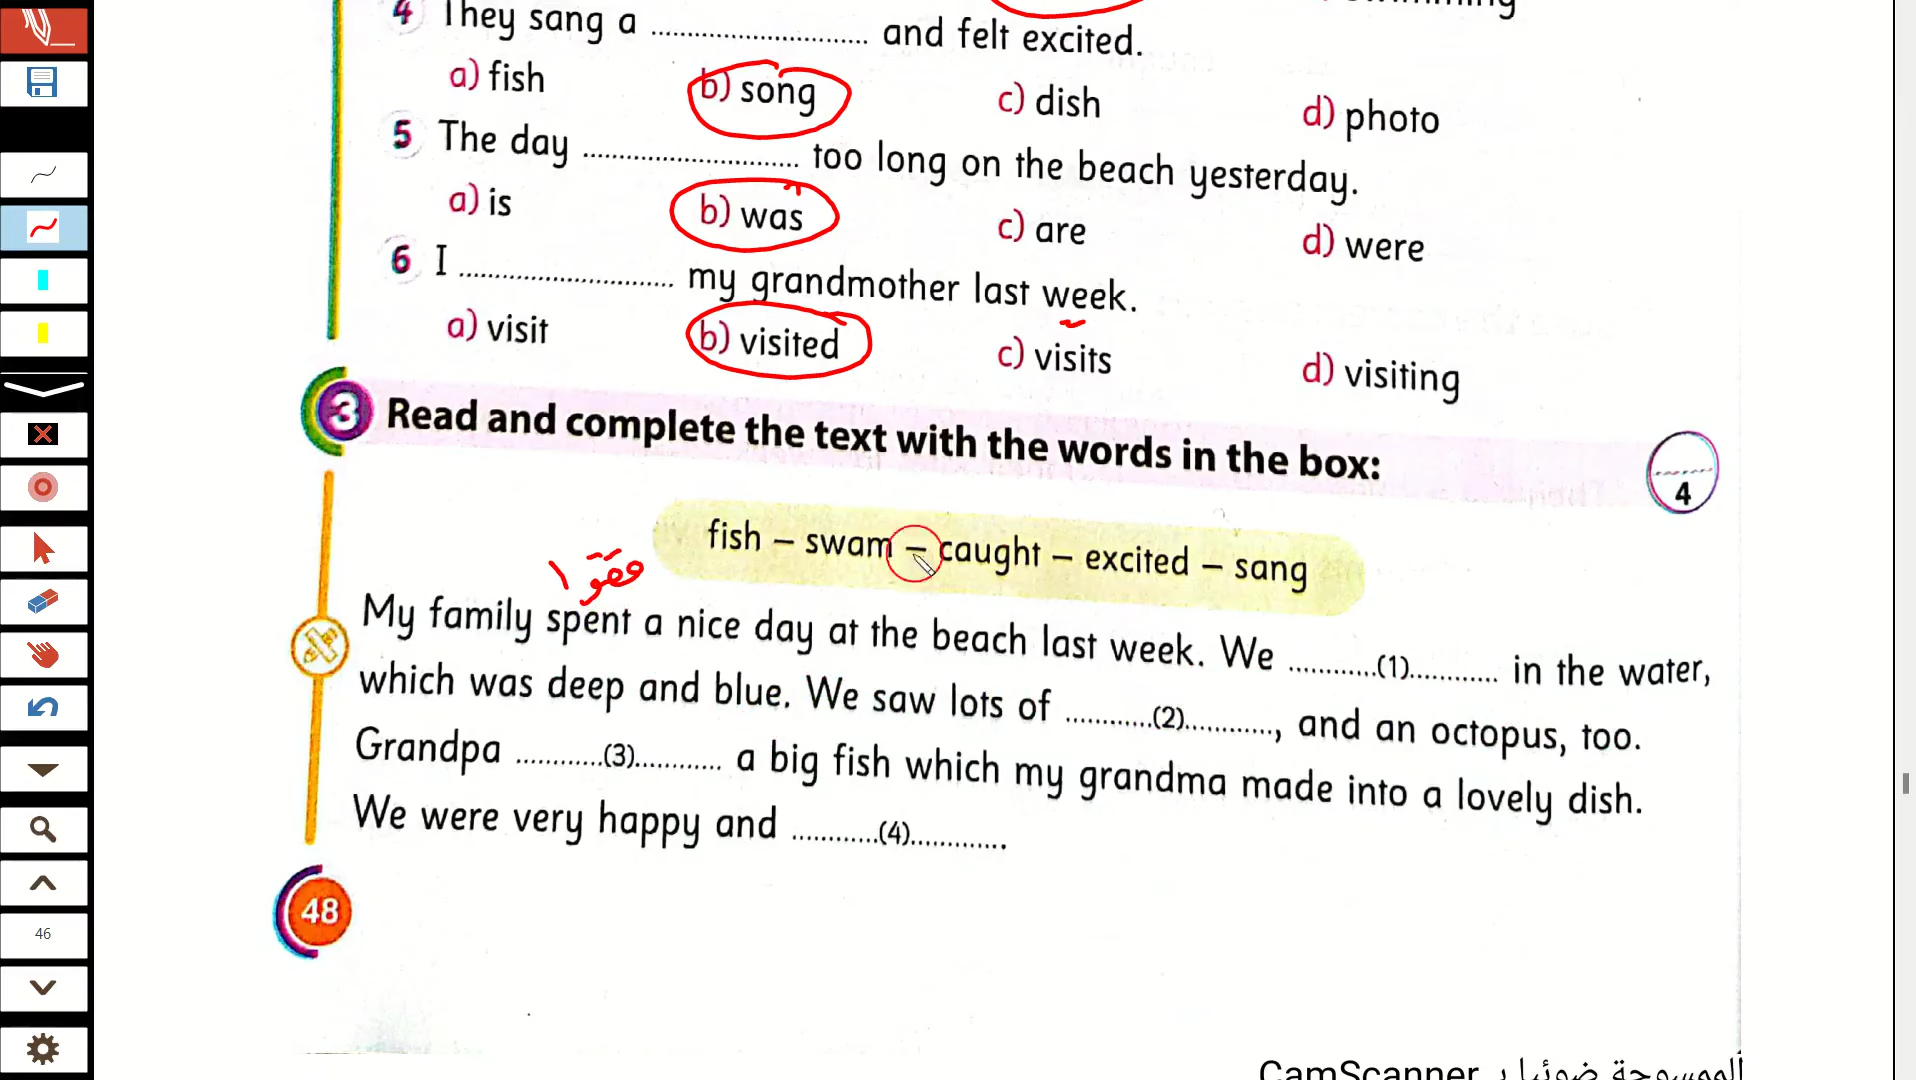 4 They sang a ............................ and felt excited.
a) fish b) song c) dish d) photo
5 The day ............................ too long on the beach yesterday.
a) is b) was c) are d) were
6 I ............................ my grandmother last week.
a) visit b) visited c) visits d) visiting
3 Read and complete the text with the words in the box:
4
fish – swam – caught – excited – sang
My family spent a nice day at the beach last week. We ............(1)............ in the water,
which was deep and blue. We saw lots of ............(2)............, and an octopus, too.
Grandpa ............(3)............ a big fish which my grandma made into a lovely dish.
We were very happy and ............(4).............
48
46
الممسوحة ضوئيا بـ CamScanner